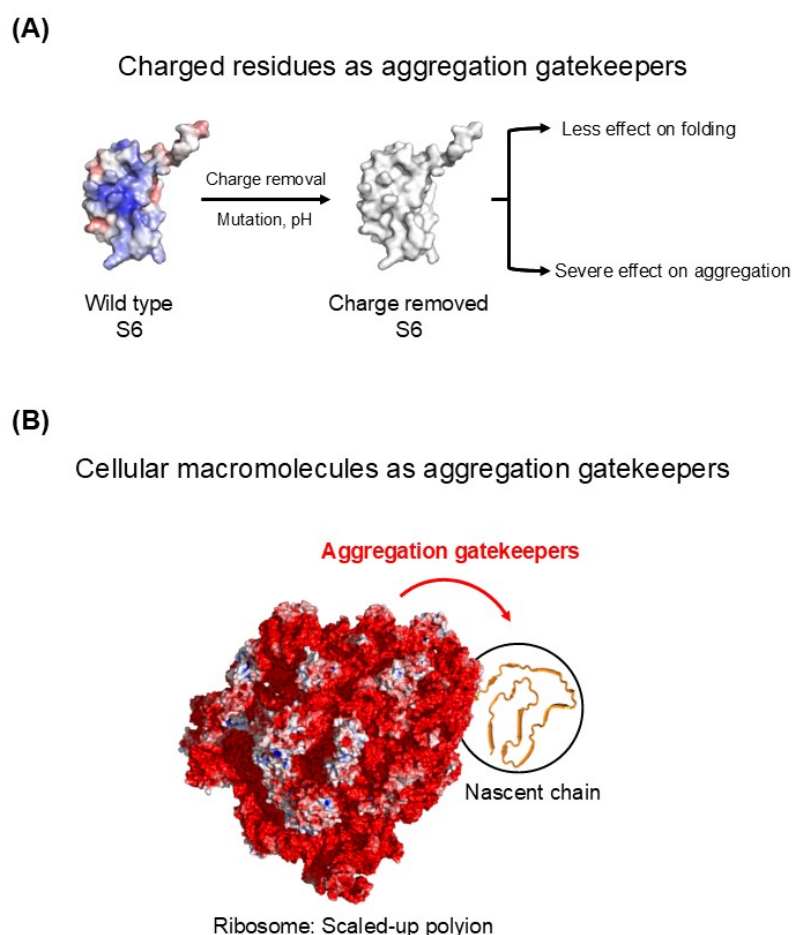 (A)
Charged residues as aggregation gatekeepers
Charge removal
Mutation, pH
Less effect on folding
Severe effect on aggregation
Wild type
S6
Charge removed
S6
(B)
Cellular macromolecules as aggregation gatekeepers
Aggregation gatekeepers
Nascent chain
Ribosome: Scaled-up polyion